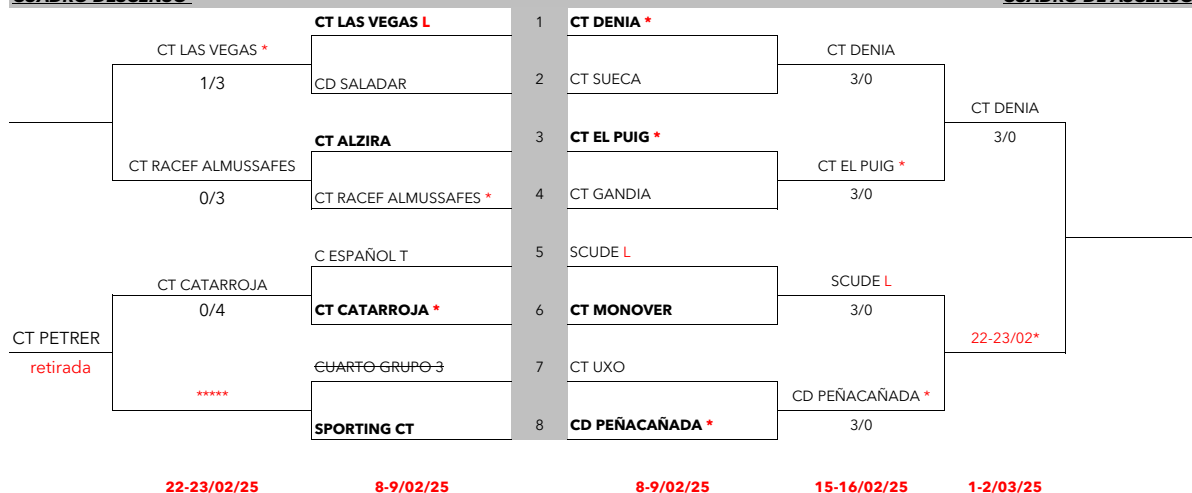 CUADRO DESCENSO CUADRO DE ASCENSO
CT LAS VEGAS L 1 CT DENIA *
CT LAS VEGAS * CT DENIA
1/3 CD SALADAR 2 CT SUECA 3/0
CT DENIA
CT ALZIRA 3 CT EL PUIG * 3/0
CT RACEF ALMUSSAFES CT EL PUIG *
0/3 CT RACEF ALMUSSAFES * 4 CT GANDIA 3/0
C ESPAÑOL T 5 SCUDE L
CT CATARROJA SCUDE L
0/4 CT CATARROJA * 6 CT MONOVER 3/0
CT PETRER 22-23/02*
retirada CUARTO GRUPO 3 7 CT UXO
***** CD PEÑACAÑADA *
SPORTING CT 8 CD PEÑACAÑADA * 3/0
22-23/02/25 8-9/02/25 8-9/02/25 15-16/02/25 1-2/03/25